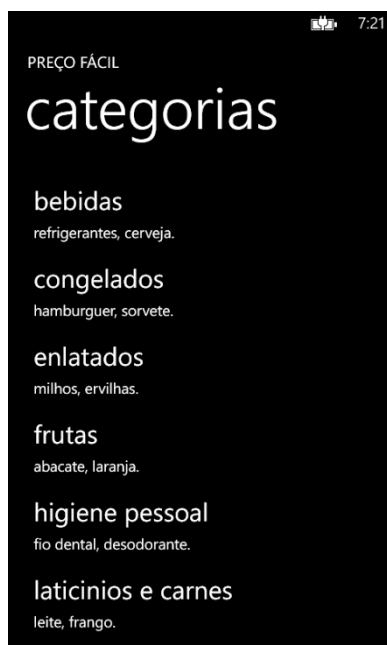 7:21
PREÇO FÁCIL
categorias
bebidas
refrigerantes, cerveja.
congelados
hamburguer, sorvete.
enlatados
milhos, ervilhas.
frutas
abacate, laranja.
higiene pessoal
fio dental, desodorante.
laticinios e carnes
leite, frango.